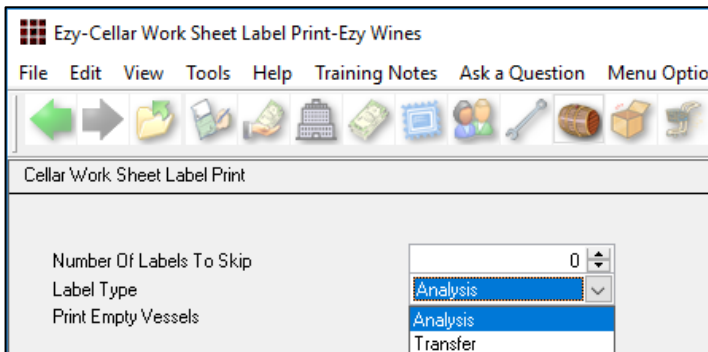 Ezy-Cellar Work Sheet Label Print-Ezy Wines
File Edit View Tools Help Training Notes Ask a Question Menu Optio
Cellar Work Sheet Label Print
Number Of Labels To Skip 0
Label Type Analysis
Print Empty Vessels Analysis
Transfer